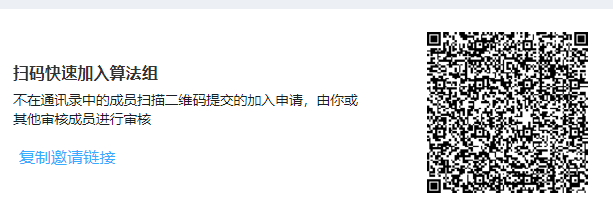 扫码快速加入算法组
不在通讯录中的成员扫描二维码提交的加入申请，由你或
其他审核成员进行审核
复制邀请链接